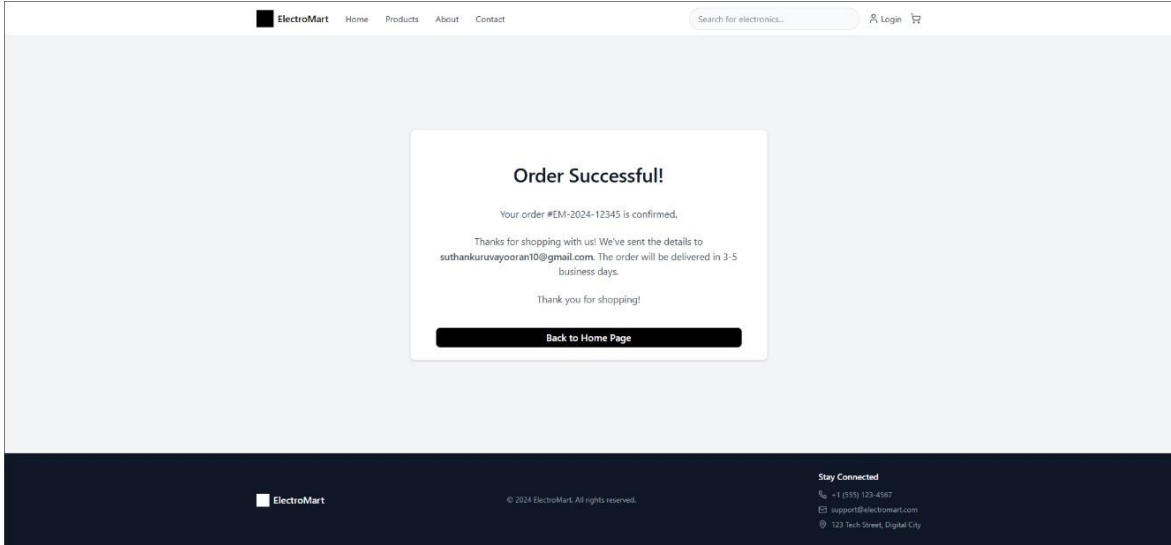 ElectroMart Home Products About Contact Search for electronics... Login
Order Successful!
Your order #EM-2024-12345 is confirmed.
Thanks for shopping with us! We've sent the details to
suthankuruvayooran10@gmail.com. The order will be delivered in 3-5
business days.
Thank you for shopping!
Back to Home Page
ElectroMart
© 2024 ElectroMart. All rights reserved.
Stay Connected
+1 (555) 123-4567
support@electromart.com
123 Tech Street, Digital City